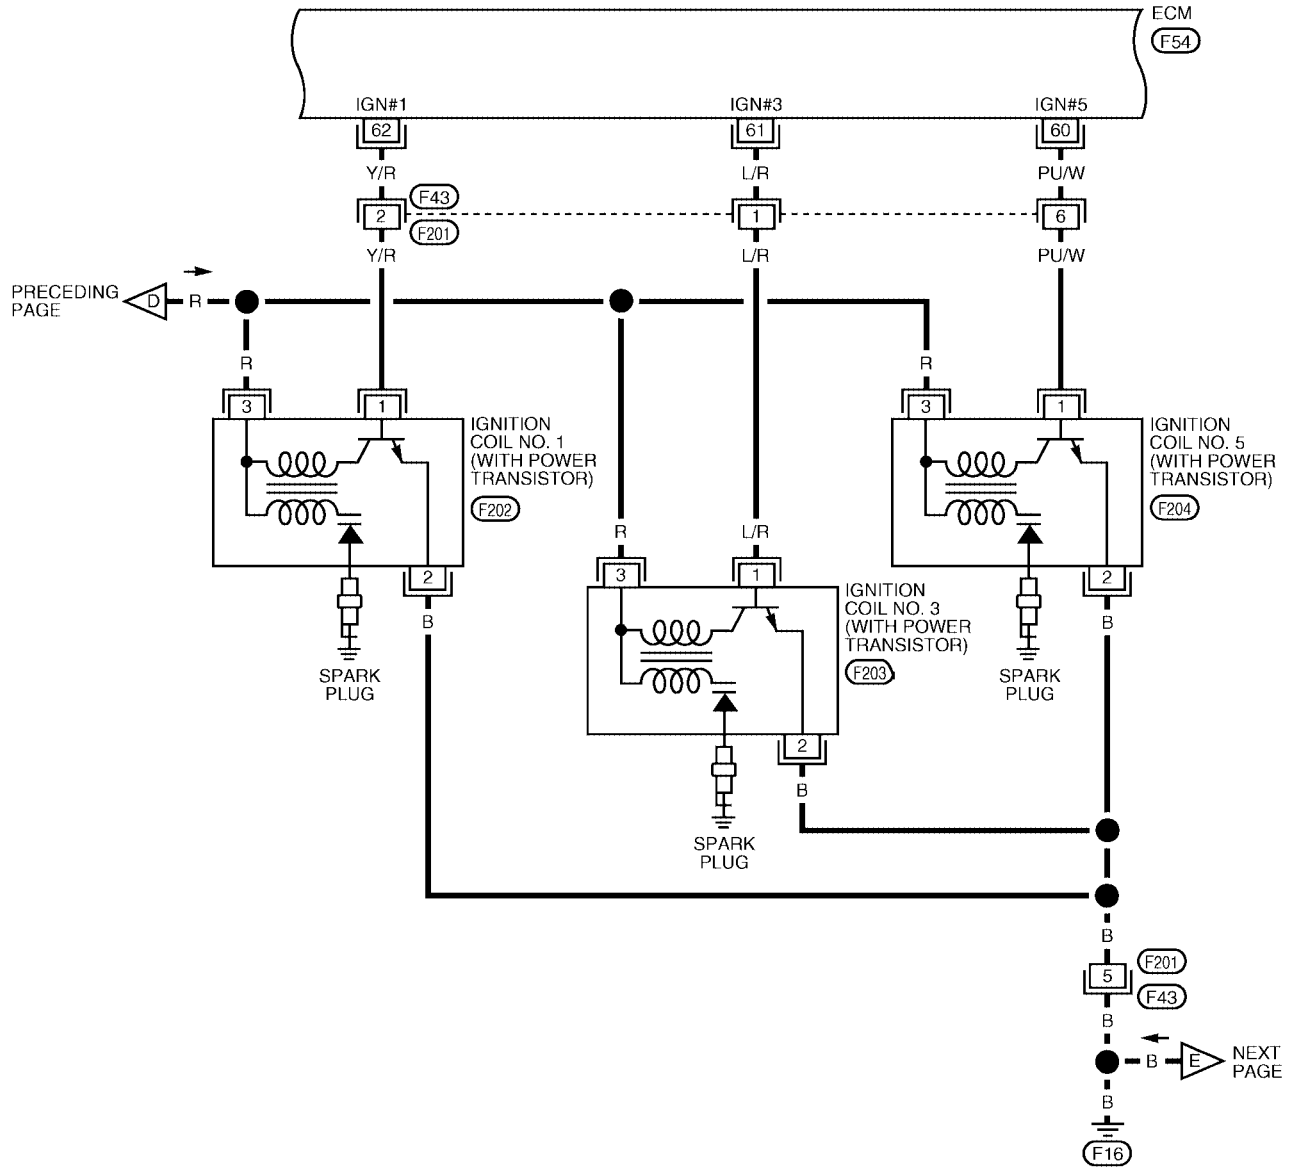 ECM
F54
IGN#1 IGN#3 IGN#5
62 61 60
Y/R L/R PU/W
F43
2 1 6
F201
Y/R L/R PU/W
PRECEDING
PAGE
D R
R R
3 1 3 1
IGNITION
COIL NO. 1
(WITH POWER
TRANSISTOR)
F202
IGNITION
COIL NO. 5
(WITH POWER
TRANSISTOR)
F204
R L/R
3 1
2 2
B B
IGNITION
COIL NO. 3
(WITH POWER
TRANSISTOR)
F203
SPARK
PLUG
SPARK
PLUG
2
B
SPARK
PLUG
B
F201
5
F43
B
B E
NEXT
PAGE
B
F16